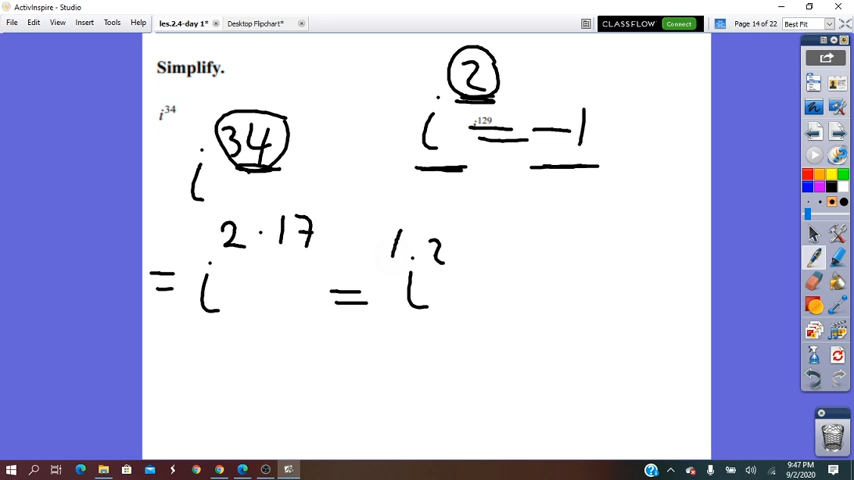 ActivInspire - Studio
File Edit View Insert Tools Help
les.2.4-day 1* Desktop Flipchart*
CLASSFLOW Connect
Page 14 of 22
Best Fit
Simplify.
i³⁴
i¹²⁹
i² = -1
i³⁴
= i^2·17 = i
1. 2
9:47 PM
9/2/2020